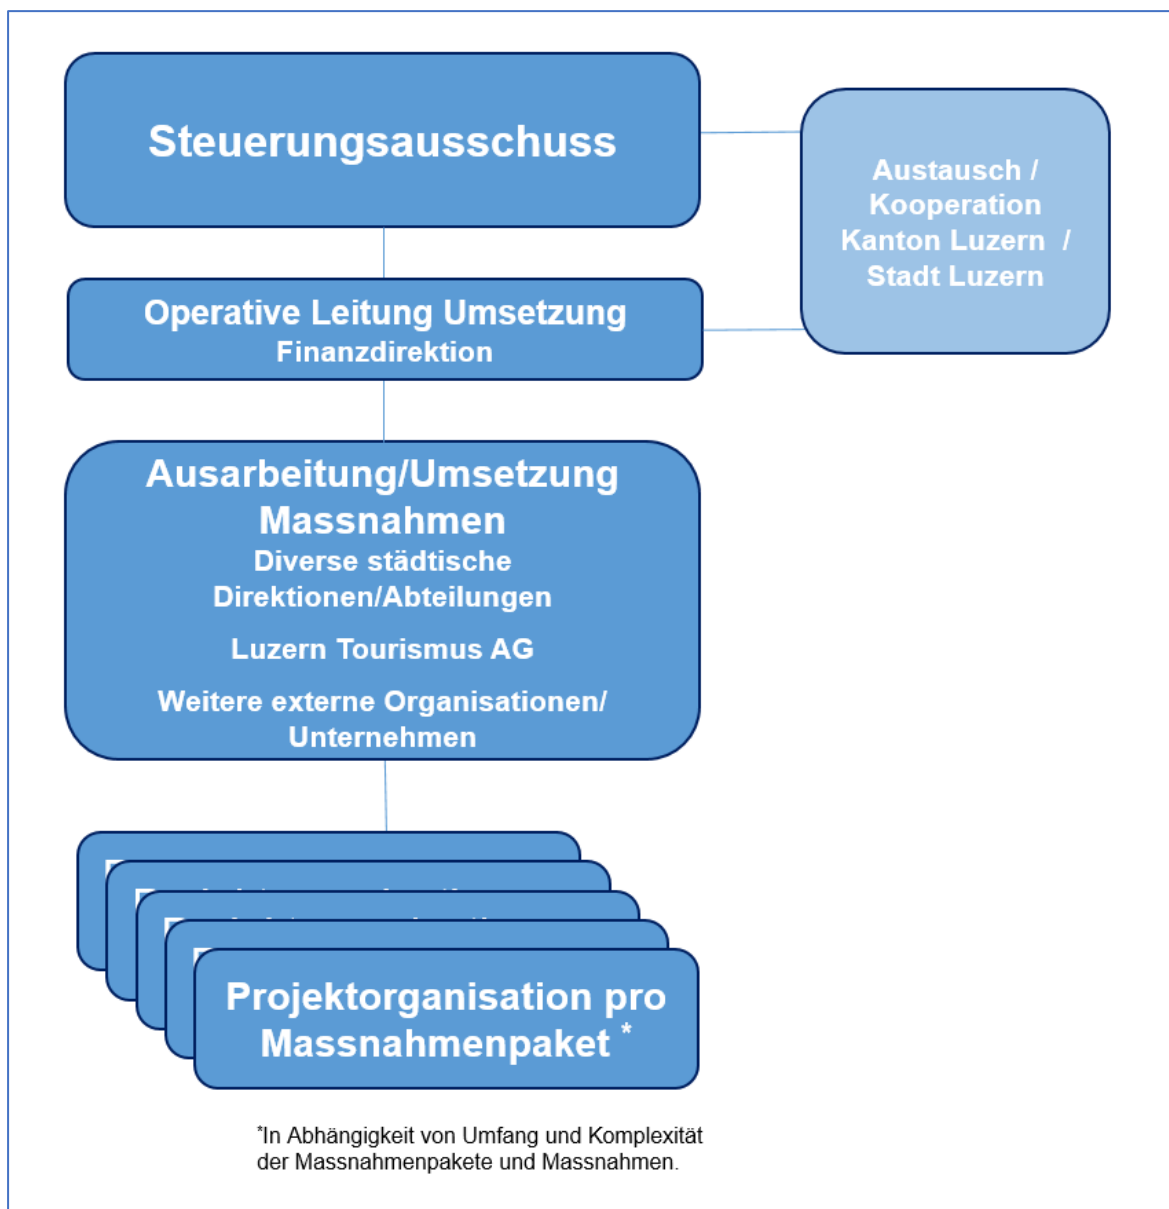 Steuerungsausschuss
Austausch /
Kooperation
Kanton Luzern /
Stadt Luzern
Operative Leitung Umsetzung
Finanzdirektion
Ausarbeitung/Umsetzung
Massnahmen
Diverse städtische
Direktionen/Abteilungen
Luzern Tourismus AG
Weitere externe Organisationen/
Unternehmen
Projektorganisation pro
Massnahmenpaket *
*In Abhängigkeit von Umfang und Komplexität
der Massnahmenpakete und Massnahmen.